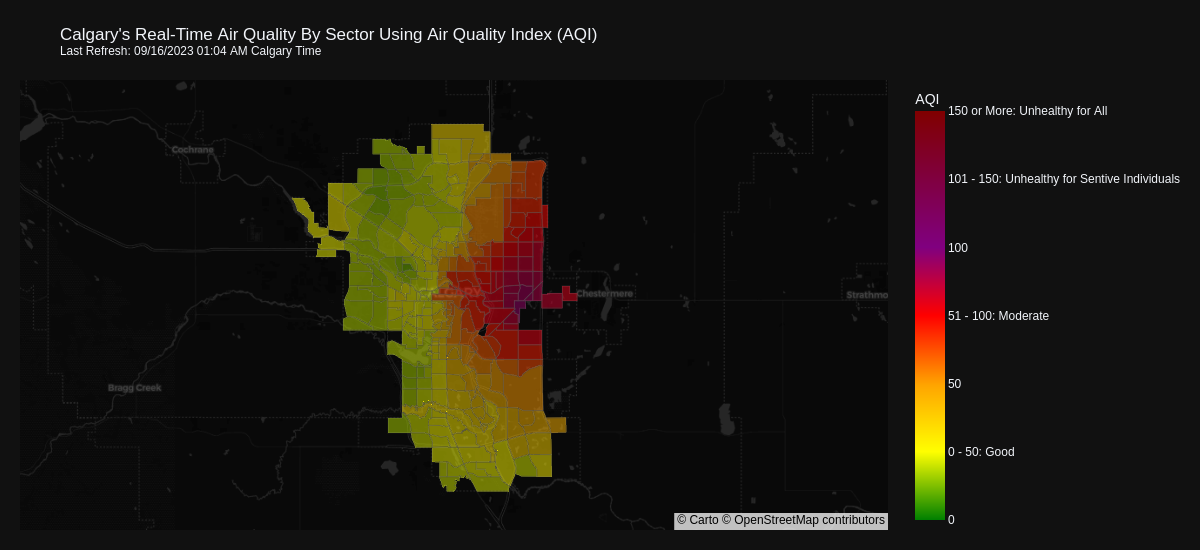 Calgary's Real-Time Air Quality By Sector Using Air Quality Index (AQI)
Last Refresh: 09/16/2023 01:04 AM Calgary Time
AQI
150 or More: Unhealthy for All
Cochrane
101 - 150: Unhealthy for Sentive Individuals
100
CALGARY
Chestermere
Strathmo
51 - 100: Moderate
Bragg Creek
50
0 - 50: Good
0
© Carto © OpenStreetMap contributors